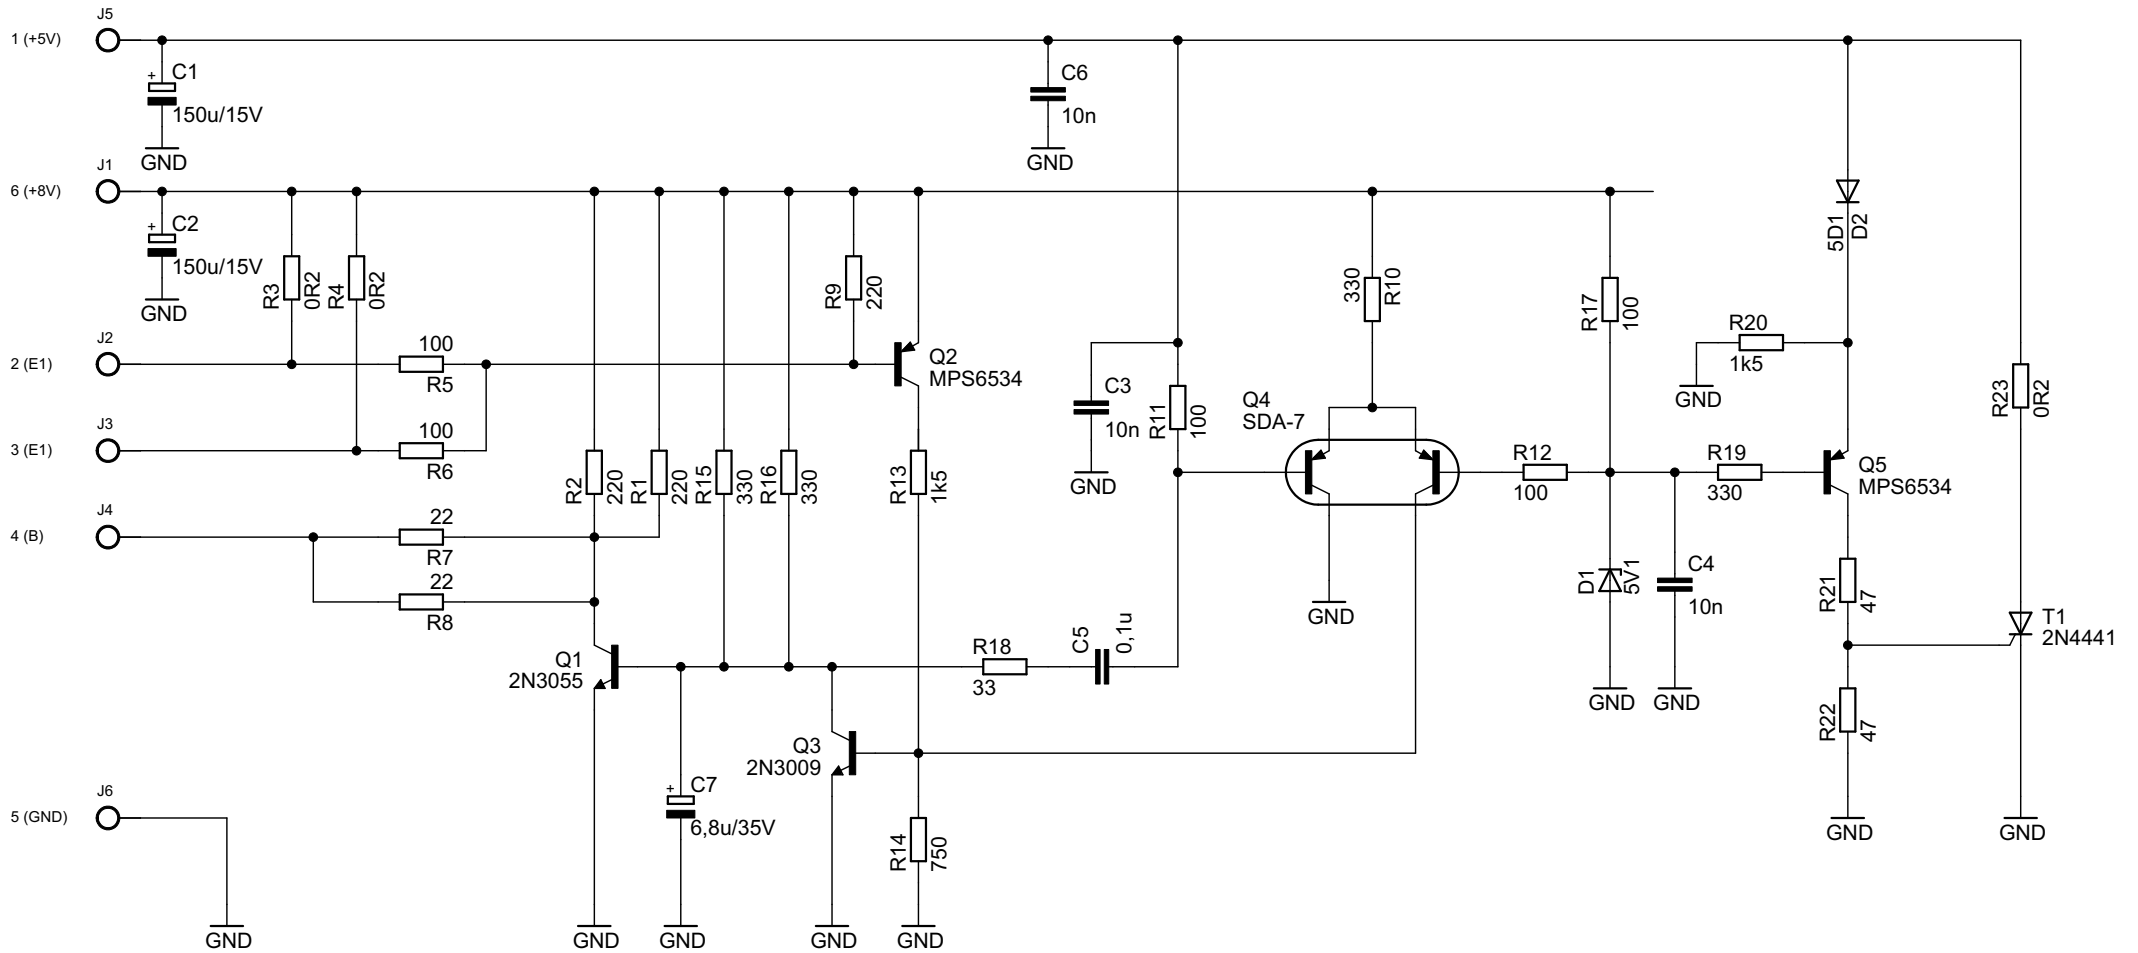 J5
1 (+5V)
C1
+
150u/15V
GND
C6
10n
GND
J1
6 (+8V)
C2
+
150u/15V
GND
R3
0R2
R4
0R2
R9
220
330
R10
R17
100
5D1
D2
J2
2 (E1)
100
R5
Q2
MPS6534
R20
1k5
GND
C3
10n
GND
R11
100
Q4
SDA-7
R23
0R2
J3
3 (E1)
100
R6
R2
220
R1
220
R15
330
R16
330
R13
1k5
R12
100
R19
330
Q5
MPS6534
J4
4 (B)
22
R7
22
R8
GND
D1
5V1
C4
10n
R21
47
T1
2N4441
Q1
2N3055
R18
33
C5
0,1u
GND
GND
R22
47
Q3
2N3009
C7
+
6,8u/35V
R14
750
J6
5 (GND)
GND
GND
GND
GND
GND
GND
GND